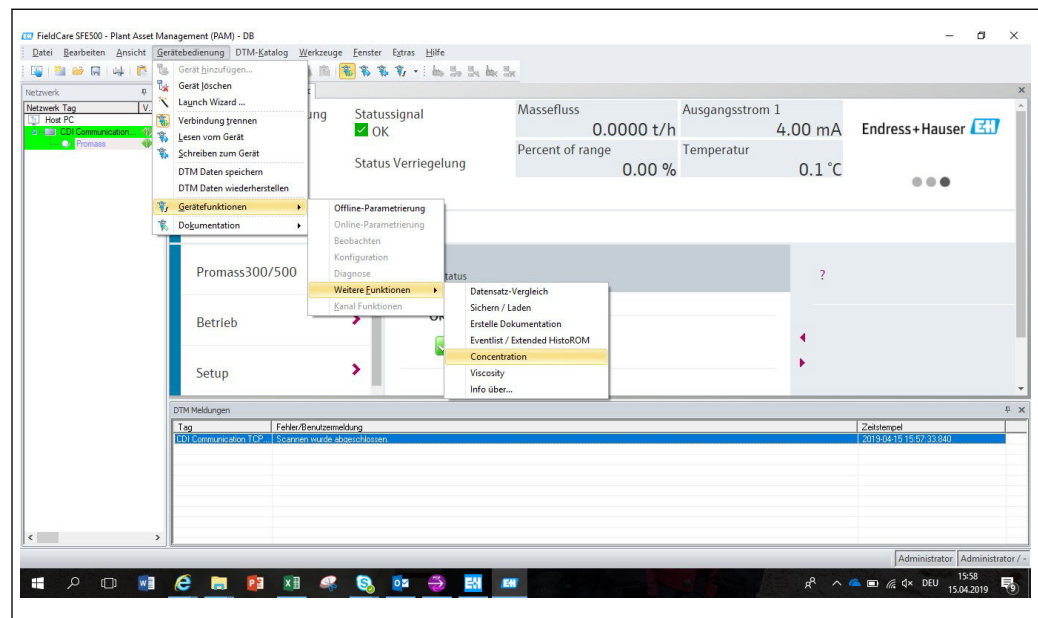 FieldCare SFE500 - Plant Asset Management (PAM) - DB
Datei Bearbeiten Ansicht Gerätebedienung DTM-Katalog Werkzeuge Fenster Extras Hilfe
Netzwerk
Netzwerk Tag V..
Host PC
CDI Communication...
Promass
Gerät hinzufügen...
Gerät löschen
Launch Wizard ...
Verbindung trennen
Lesen vom Gerät
Schreiben zum Gerät
DTM Daten speichern
DTM Daten wiederherstellen
Gerätefunktionen
Dokumentation
Offline-Parametrierung
Online-Parametrierung
Beobachten
Konfiguration
Diagnose
Weitere Funktionen
Kanal Funktionen
Datensatz-Vergleich
Sichern / Laden
Erstelle Dokumentation
Eventlist / Extended HistoROM
Concentration
Viscosity
Info über...
ung
Statussignal
OK
Status Verriegelung
Massefluss
0.0000 t/h
Percent of range
0.00 %
Ausgangsstrom 1
4.00 mA
Temperatur
0.1 °C
Endress+Hauser EH
Promass300/500
tatus
?
Betrieb
Setup
DTM Meldungen
Tag Fehler/Benutzermeldung Zeitstempel
CDI Communication TCP... Scannen wurde abgeschlossen. 2019-04-15 15:57:33.840
Administrator Administrator / -
DEU
15:58
15.04.2019
9